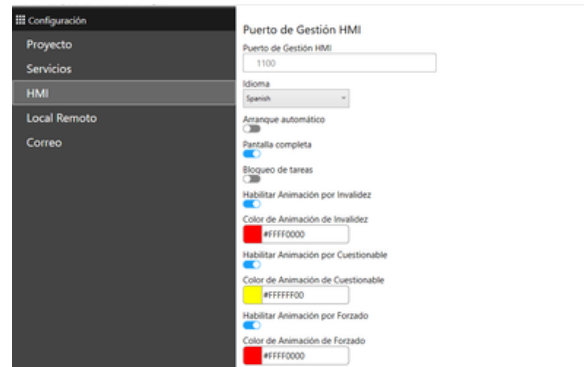 Configuración
Proyecto
Servicios
HMI
Local Remoto
Correo
Puerto de Gestión HMI
Puerto de Gestión HMI
1100
Idioma
Spanish
Arranque automático
Pantalla completa
Bloqueo de tareas
Habilitar Animación por Invalidez
Color de Animación de Invalidez
#FFFF0000
Habilitar Animación por Cuestionable
Color de Animación de Cuestionable
#FFFFFF00
Habilitar Animación por Forzado
Color de Animación de Forzado
#FFFF0000